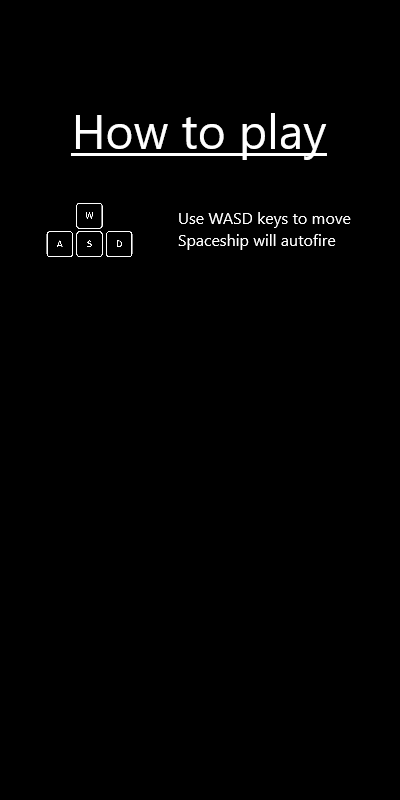 How to play
W
Use WASD keys to move
A S D
Spaceship will autofire